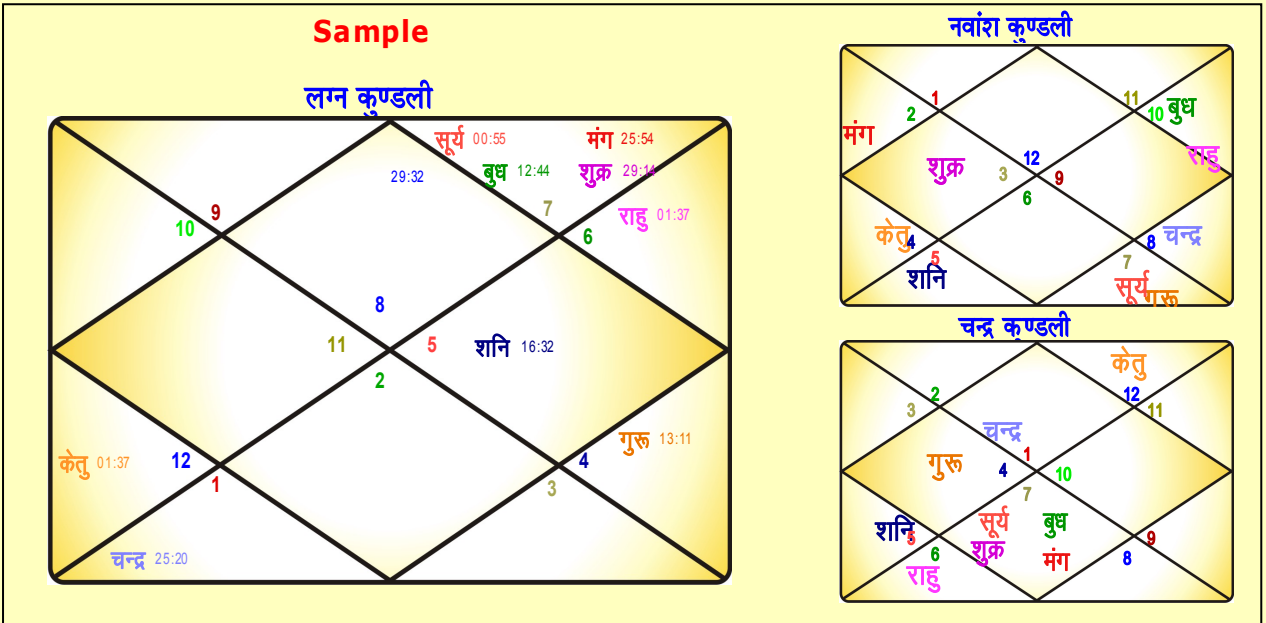 Sample
लग्न कुण्डली
सूर्य 00:55 मंग 25:54
29:32 बुध 12:44 शुक्र 29:14
9 7 राहु 01:37
10 6
8
11 5 शनि 16:32
2
गुरू 13:11
केतु 01:37 12 4
1 3
चन्द्र 25:20
नवांश कुण्डली
1 11
2 10 बुध
मंग
राहु
12
शुक्र 3 9
6
केतु 4 8 चन्द्र
5 7
शनि सूर्य गुरू
चन्द्र कुण्डली
केतु
2 12
3 11
चन्द्र
1
गुरू 4 10
7
सूर्य बुध
शनि 5 9
6 शुक्र मंग 8
राहु